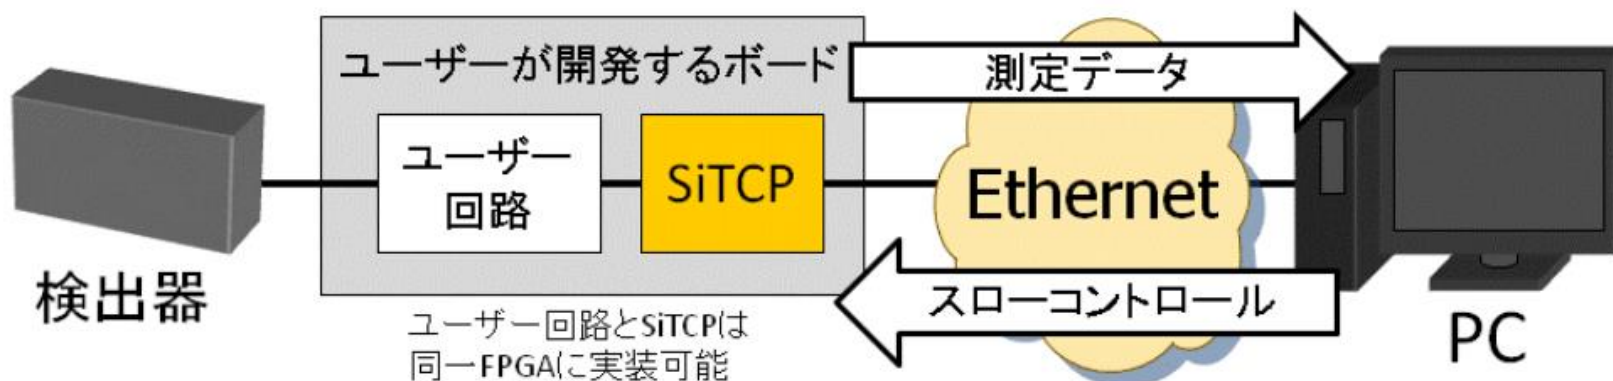 ユーザーが開発するボード
測定データ
ユーザー
回路
SiTCP
Ethernet
検出器
スローコントロール
PC
ユーザー回路とSiTCPは
同一FPGAに実装可能